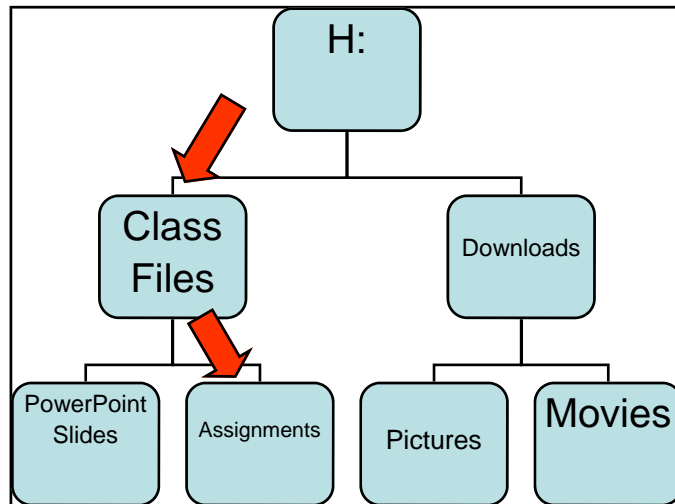 H:
Class
Files
Downloads
PowerPoint
Slides
Assignments
Pictures
Movies